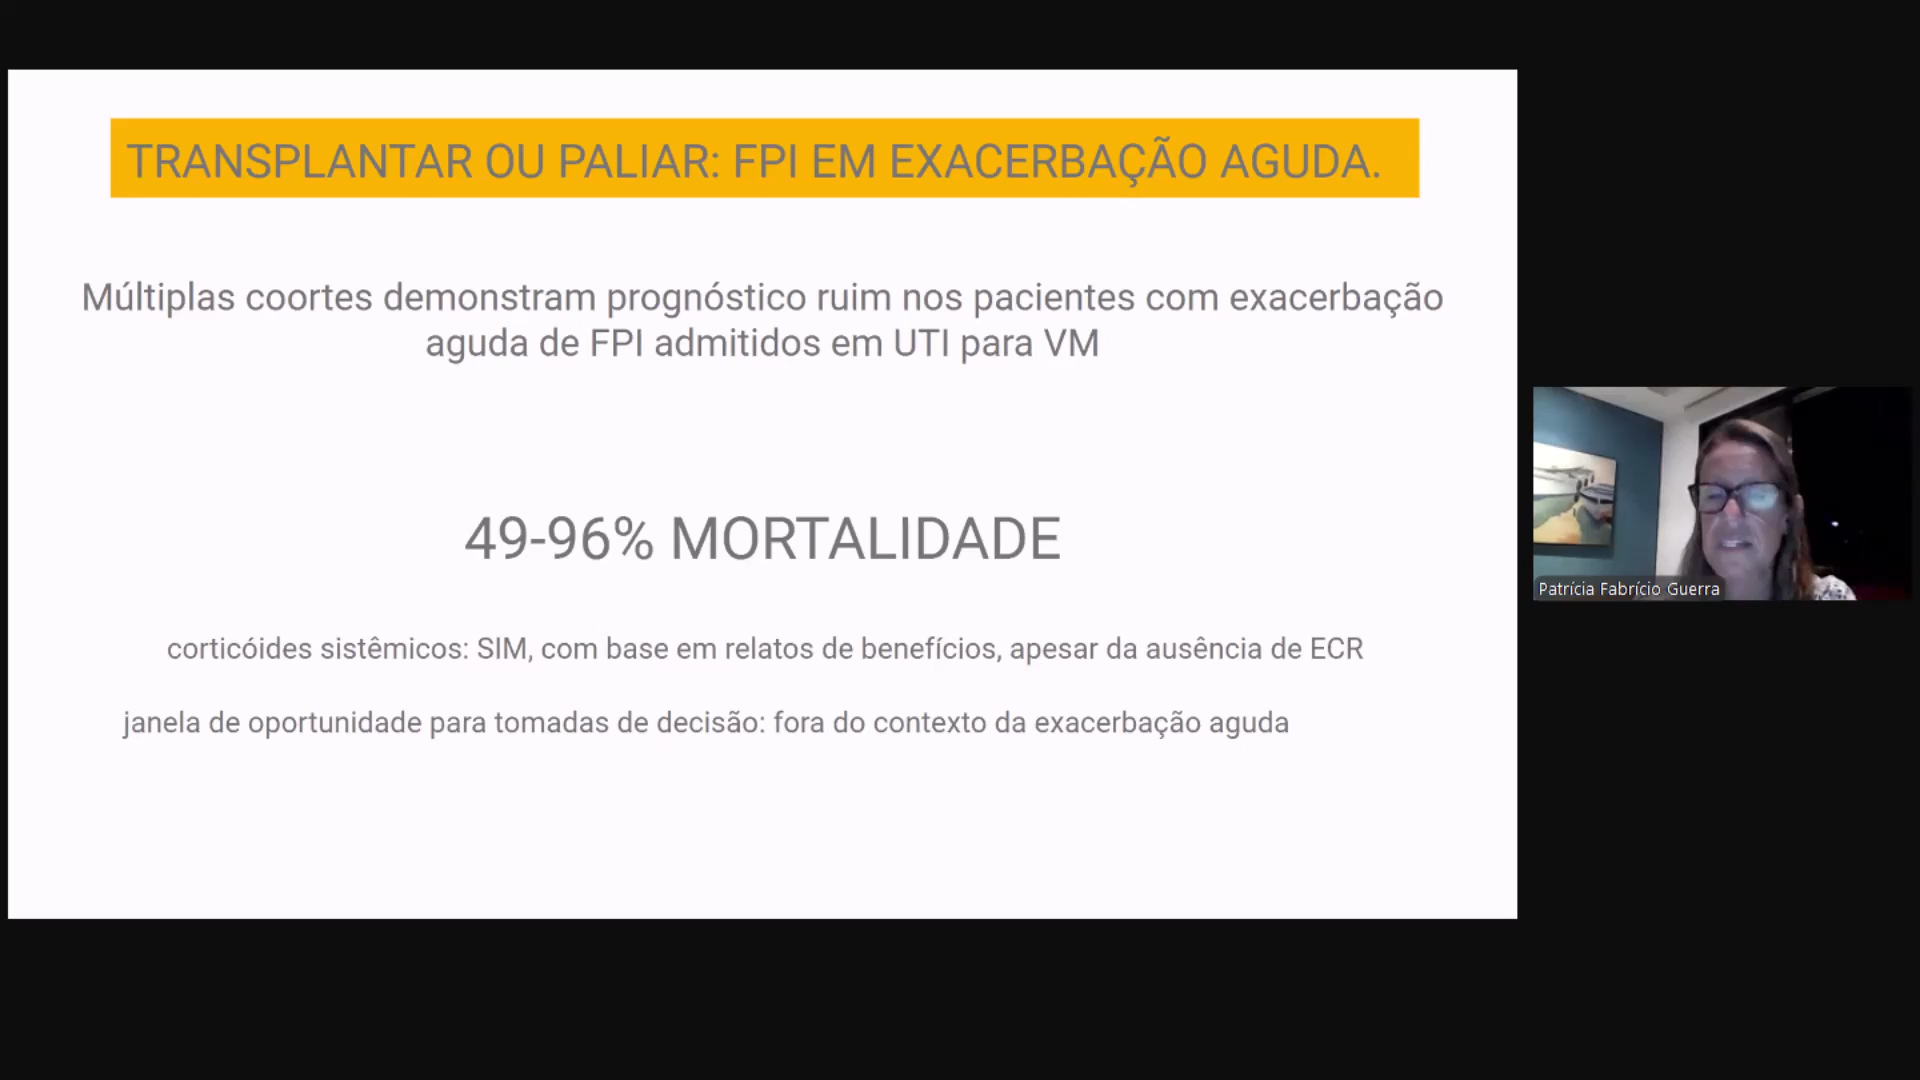 TRANSPLANTAR OU PALIAR: FPI EM EXACERBAÇÃO AGUDA.
Múltiplas coortes demonstram prognóstico ruim nos pacientes com exacerbação
aguda de FPI admitidos em UTI para VM
49-96% MORTALIDADE
corticóides sistêmicos: SIM, com base em relatos de benefícios, apesar da ausência de ECR
janela de oportunidade para tomadas de decisão: fora do contexto da exacerbação aguda
Patrícia Fabrício Guerra